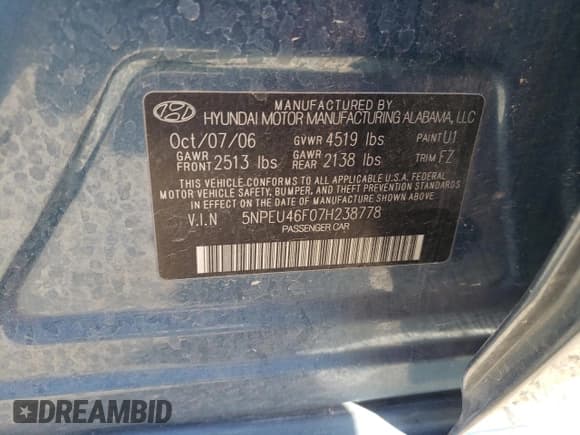 MANUFACTURED BY
HYUNDAI MOTOR MANUFACTURING ALABAMA, LLC
Oct/07/06 GVWR 4519 lbs PAINT U1
GAWR FRONT 2513 lbs GAWR REAR 2138 lbs TRIM FZ
THIS VEHICLE CONFORMS TO ALL APPLICABLE U.S.A. FEDERAL
MOTOR VEHICLE SAFETY, BUMPER, AND THEFT PREVENTION
STANDARDS IN EFFECT ON THE DATE OF MANUFACTURE SHOWN ABOVE
V.I.N 5NPEU46F07H238778
PASSENGER CAR
DREAMBID